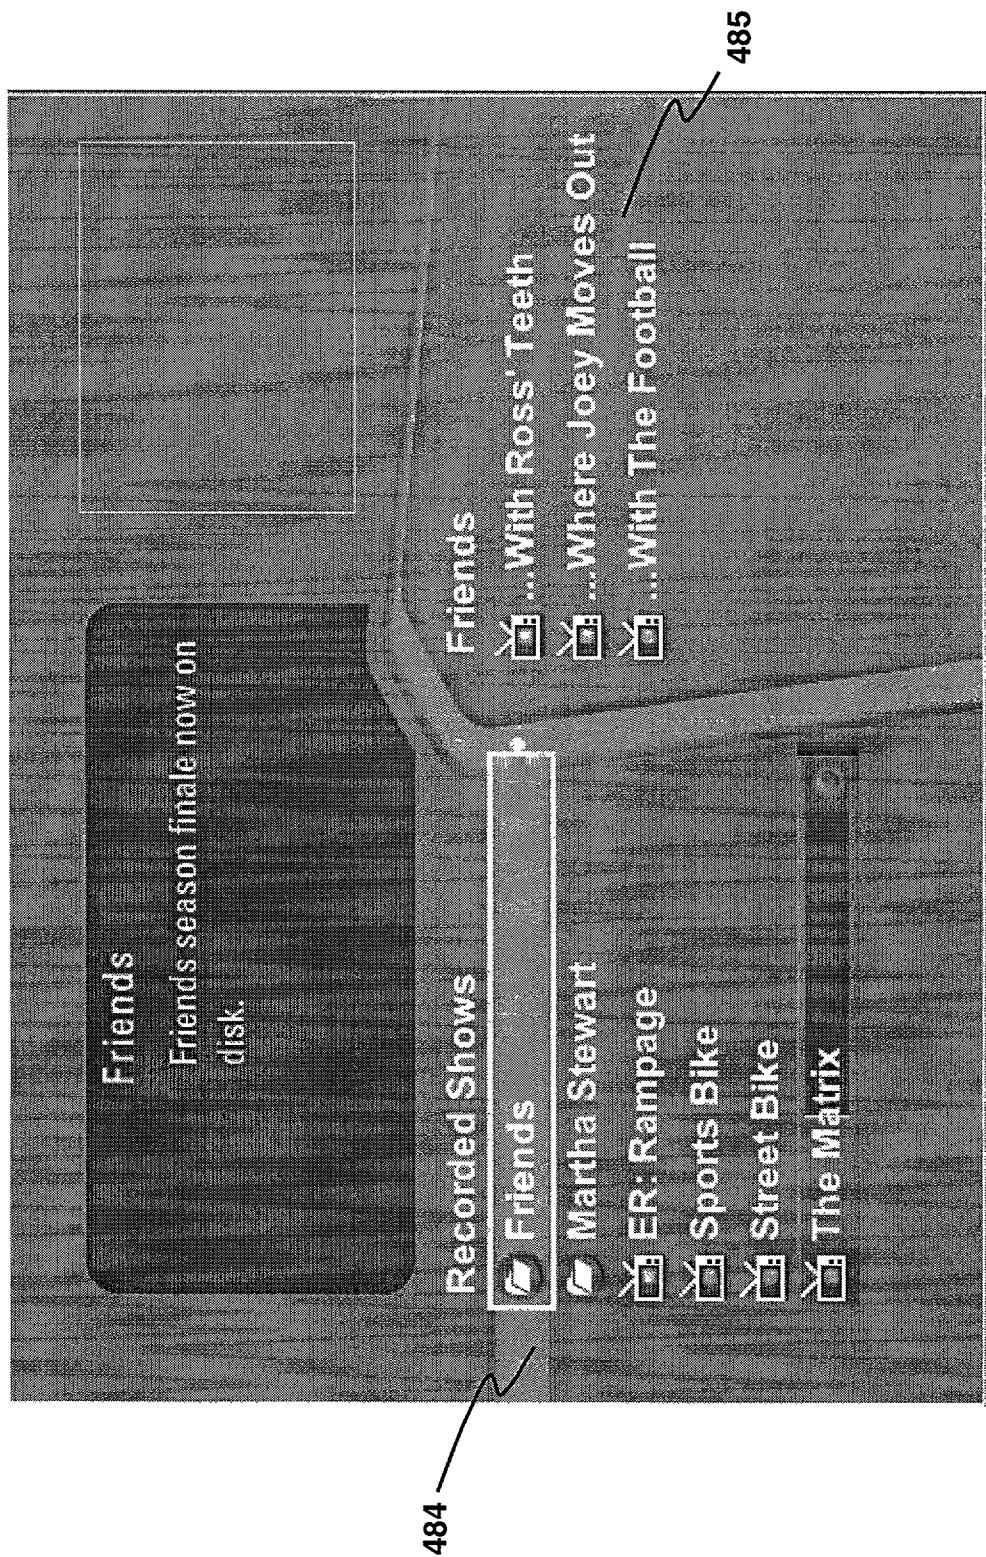 Friends
Friends season finale now on
disk.
Recorded Shows
Friends
Martha Stewart
ER: Rampage
Sports Bike
Street Bike
The Matrix
Friends
...With Ross' Teeth
...Where Joey Moves Out
...With The Football
484
485